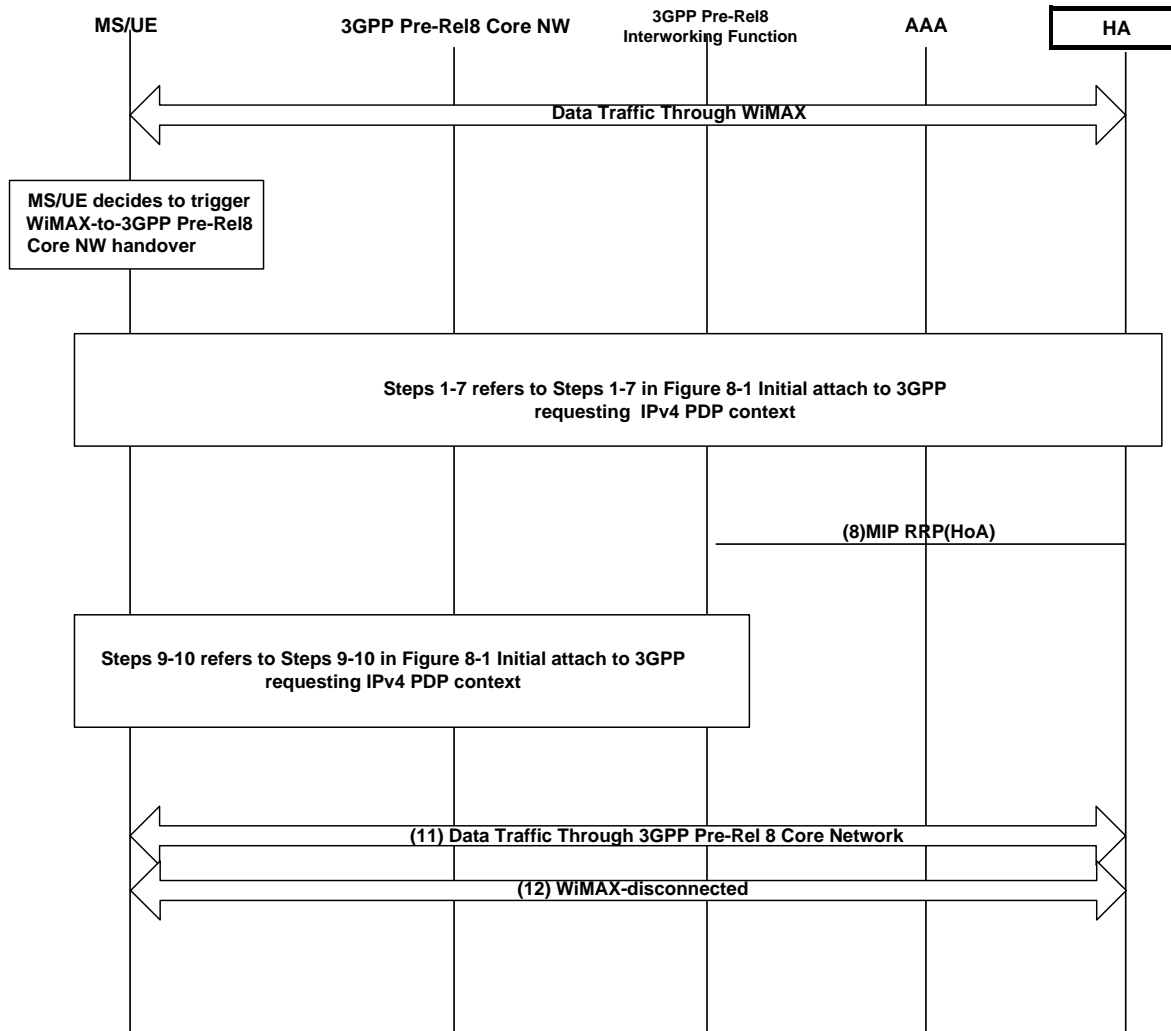 MS/UE
3GPP Pre-Rel8 Core NW
3GPP Pre-Rel8
Interworking Function
AAA
HA
Data Traffic Through WiMAX
MS/UE decides to trigger
WiMAX-to-3GPP Pre-Rel8
Core NW handover
Steps 1-7 refers to Steps 1-7 in Figure 8-1 Initial attach to 3GPP
requesting IPv4 PDP context
(8)MIP RRP(HoA)
Steps 9-10 refers to Steps 9-10 in Figure 8-1 Initial attach to 3GPP
requesting IPv4 PDP context
(11) Data Traffic Through 3GPP Pre-Rel 8 Core Network
(12) WiMAX-disconnected